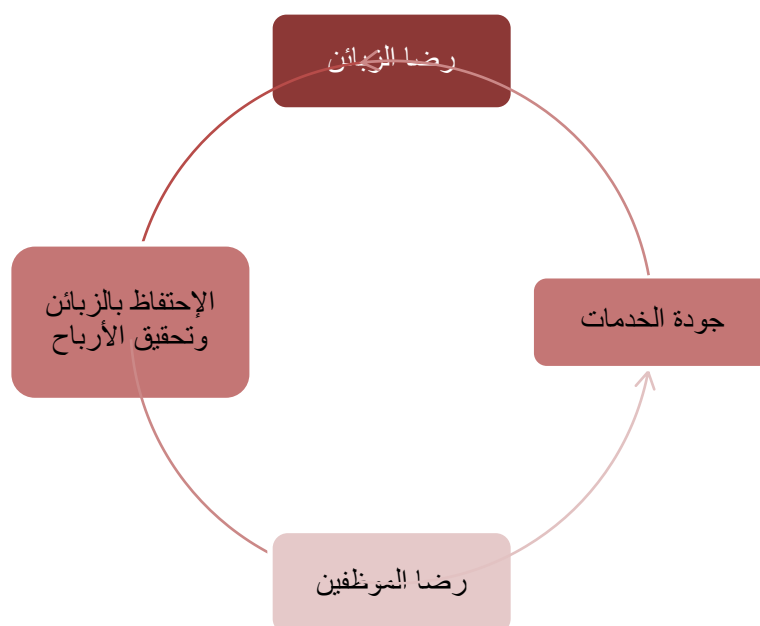 رضا الزبائن
الإحتفاظ بالزبائن
وتحقيق الأرباح
جودة الخدمات
رضا الموظفين